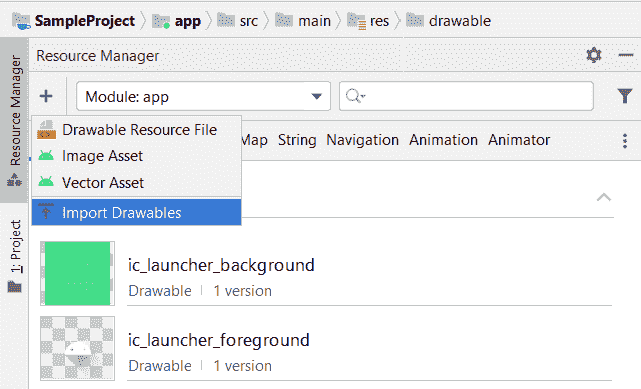 SampleProject app src main res drawable
Resource Manager
Resource Manager
1: Project
Module: app
Drawable Resource File
Image Asset
Vector Asset
Import Drawables
Map String Navigation Animation Animator
ic_launcher_background
Drawable | 1 version
ic_launcher_foreground
Drawable | 1 version